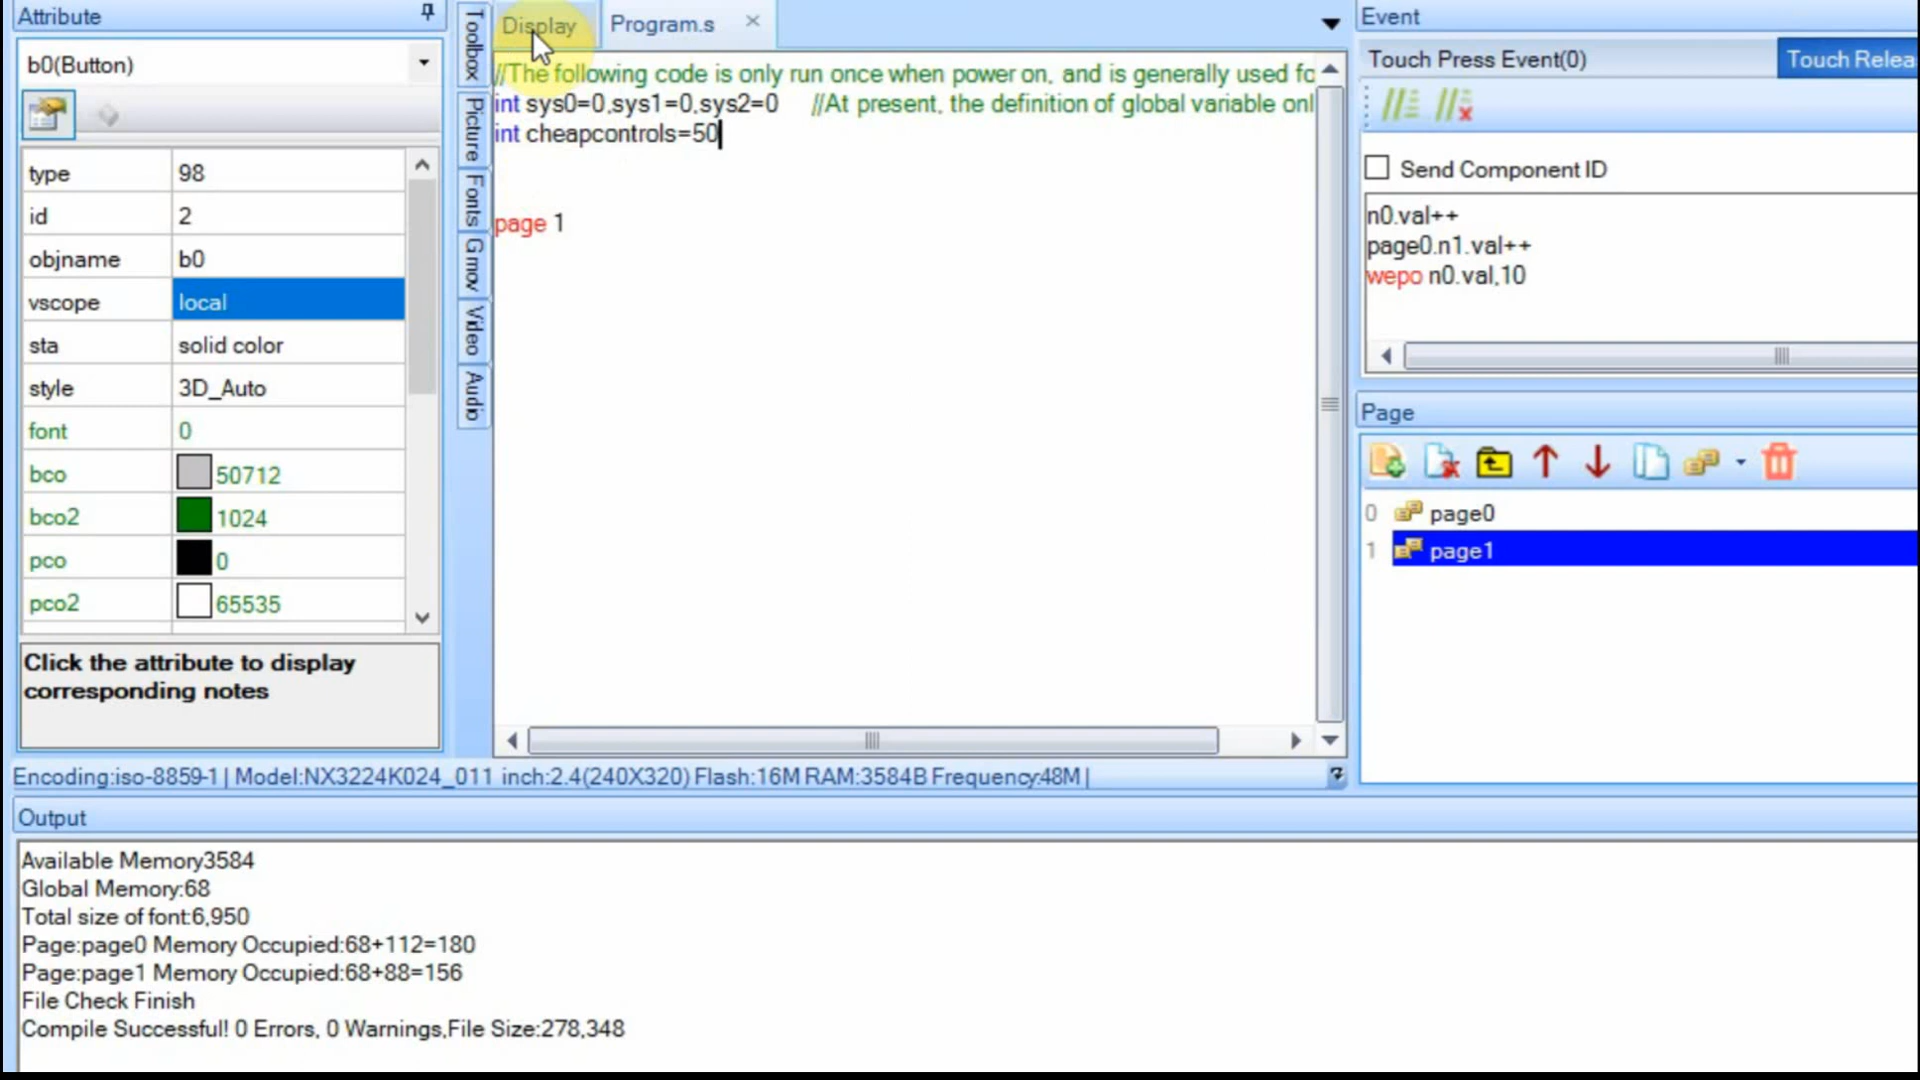 Attribute
b0(Button)
type 98
id 2
objname b0
vscope local
sta solid color
style 3D_Auto
font 0
bco 50712
bco2 1024
pco 0
pco2 65535
Click the attribute to display
corresponding notes
Toolbox
Picture
Fonts
Gmov
Video
Audio
Display
Program.s
//The following code is only run once when power on, and is generally used fo
int sys0=0,sys1=0,sys2=0 //At present, the definition of global variable onl
int cheapcontrols=50
page 1
Event
Touch Press Event(0)
Touch Relea
Send Component ID
n0.val++
page0.n1.val++
wepo n0.val,10
Page
0 page0
1 page1
Encoding:iso-8859-1 | Model:NX3224K024_011 inch:2.4(240X320) Flash:16M RAM:3584B Frequency:48M |
Output
Available Memory3584
Global Memory:68
Total size of font:6,950
Page:page0 Memory Occupied:68+112=180
Page:page1 Memory Occupied:68+88=156
File Check Finish
Compile Successful! 0 Errors, 0 Warnings,File Size:278,348